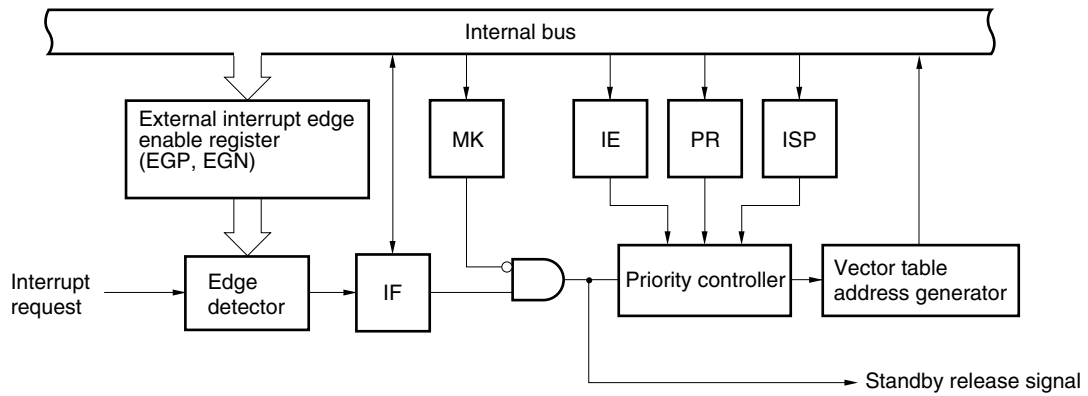 Internal bus
External interrupt edge
enable register
(EGP, EGN)
MK
IE
PR
ISP
Interrupt
request
Edge
detector
IF
Priority controller
Vector table
address generator
Standby release signal